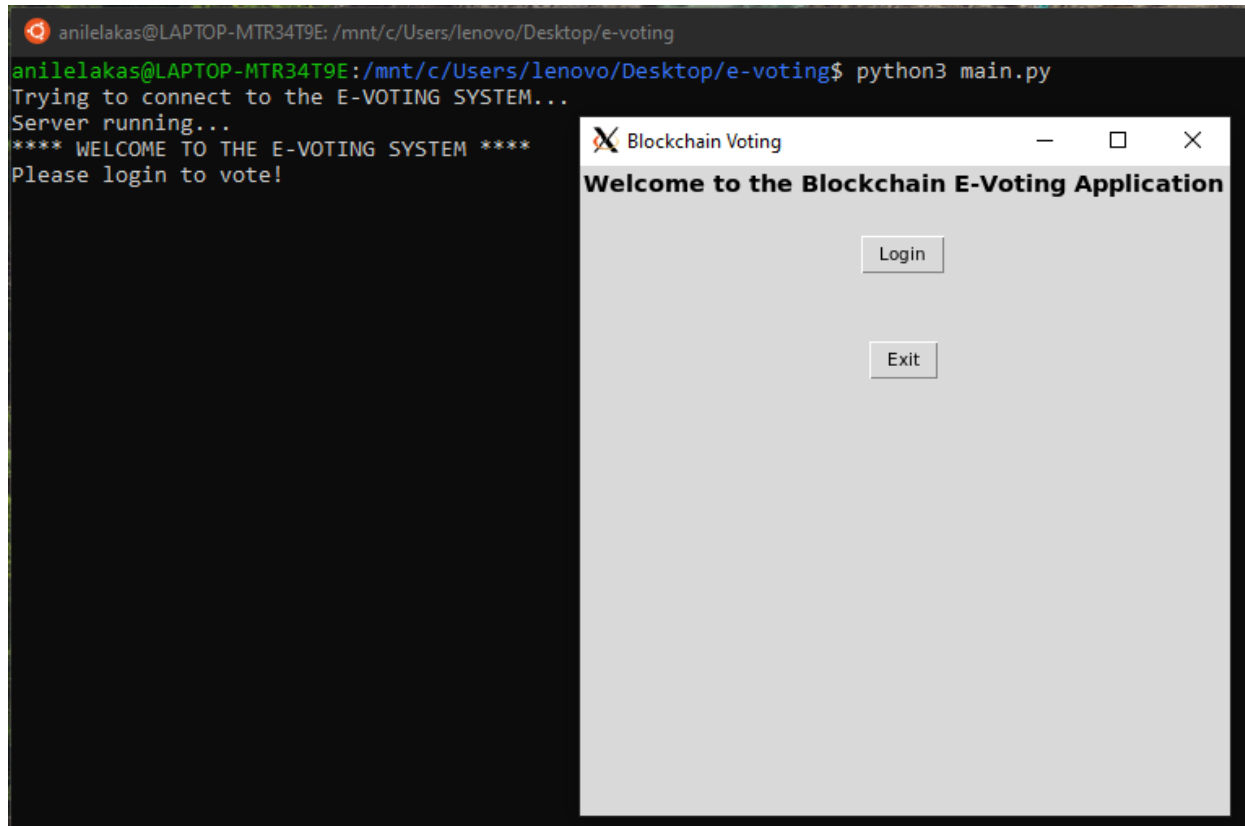 anilelakas@LAPTOP-MTR34T9E: /mnt/c/Users/lenovo/Desktop/e-voting
anilelakas@LAPTOP-MTR34T9E:/mnt/c/Users/lenovo/Desktop/e-voting$ python3 main.py
Trying to connect to the E-VOTING SYSTEM...
Server running...
**** WELCOME TO THE E-VOTING SYSTEM ****
Please login to vote!
Blockchain Voting
Welcome to the Blockchain E-Voting Application
Login
Exit